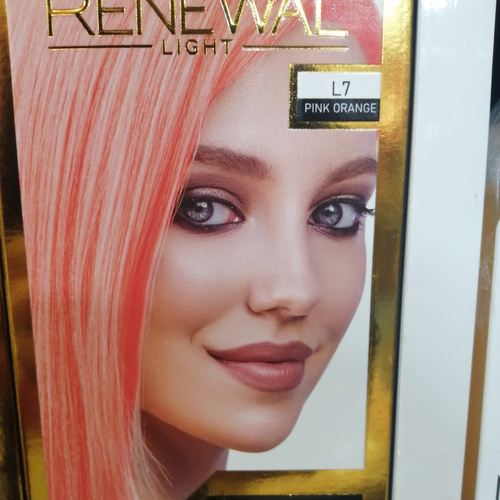 RENEWAL
LIGHT
L7
PINK ORANGE